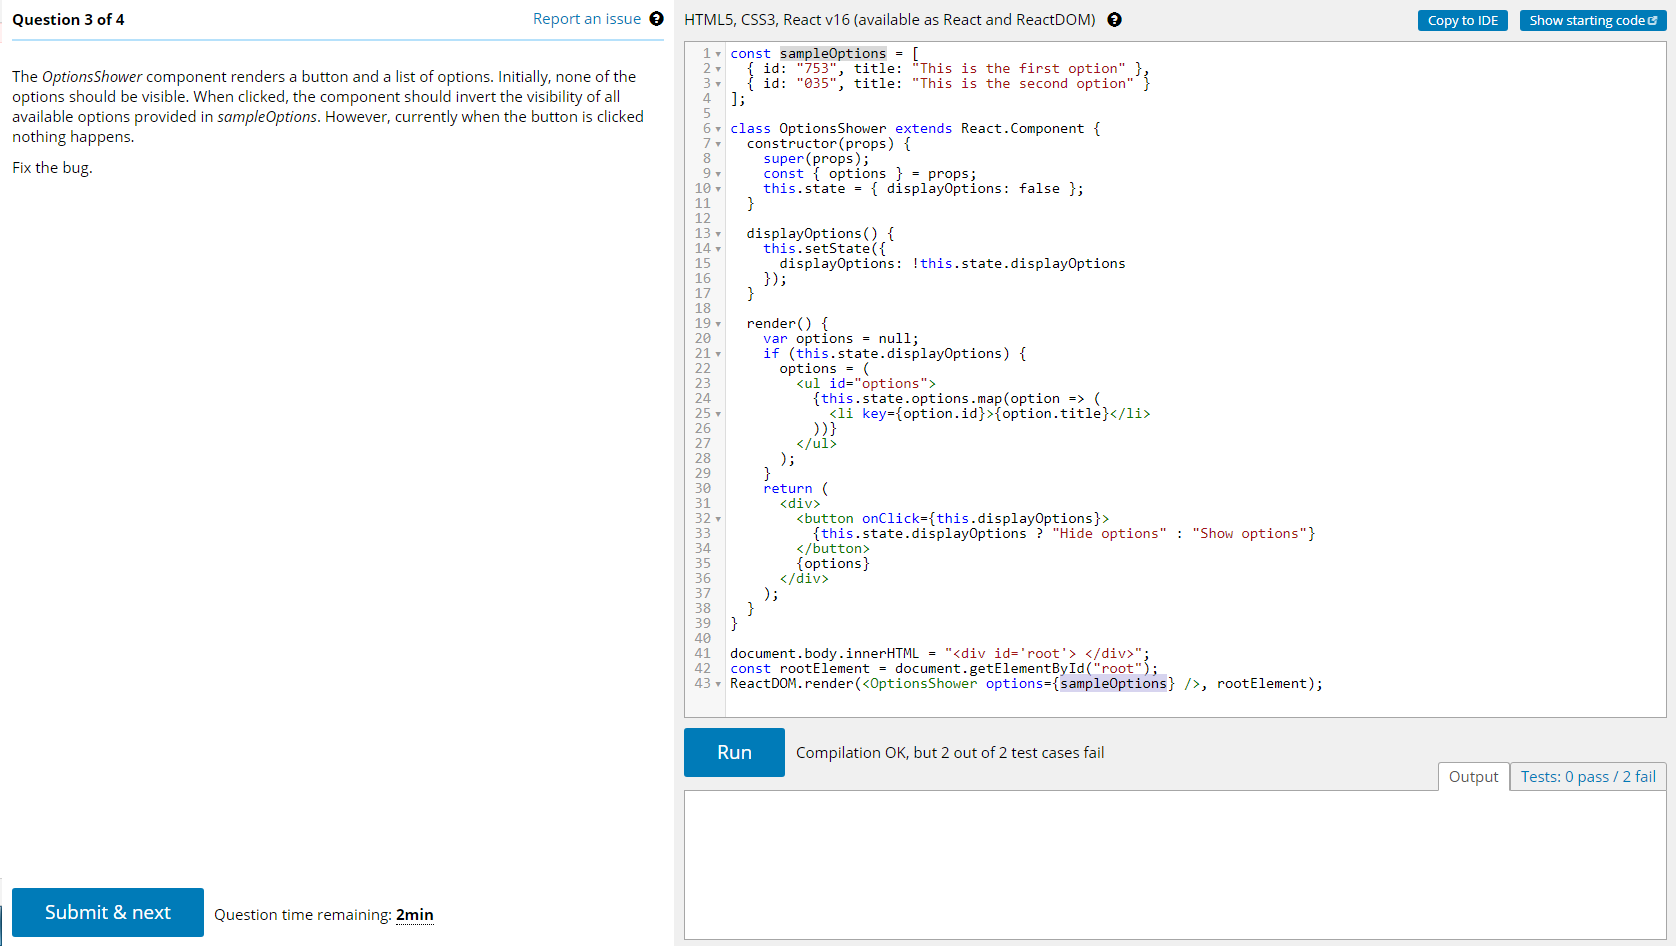 Question 3 of 4
Report an issue ?
The OptionsShower component renders a button and a list of options. Initially, none of the
options should be visible. When clicked, the component should invert the visibility of all
available options provided in sampleOptions. However, currently when the button is clicked
nothing happens.
Fix the bug.
Submit & next
Question time remaining: 2min
HTML5, CSS3, React v16 (available as React and ReactDOM) ?
Copy to IDE
Show starting code
1 const sampleOptions = [
2   { id: "753", title: "This is the first option" },
3   { id: "035", title: "This is the second option" }
4 ];
5
6 class OptionsShower extends React.Component {
7   constructor(props) {
8     super(props);
9     const { options } = props;
10     this.state = { displayOptions: false };
11   }
12
13   displayOptions() {
14     this.setState({
15       displayOptions: !this.state.displayOptions
16     });
17   }
18
19   render() {
20     var options = null;
21     if (this.state.displayOptions) {
22       options = (
23         <ul id="options">
24           {this.state.options.map(option => (
25             <li key={option.id}>{option.title}</li>
26           ))}
27         </ul>
28       );
29     }
30     return (
31       <div>
32         <button onClick={this.displayOptions}>
33           {this.state.displayOptions ? "Hide options" : "Show options"}
34         </button>
35         {options}
36       </div>
37     );
38   }
39 }
40
41 document.body.innerHTML = "<div id='root'> </div>";
42 const rootElement = document.getElementById("root");
43 ReactDOM.render(<OptionsShower options={sampleOptions} />, rootElement);
Run
Compilation OK, but 2 out of 2 test cases fail
Output
Tests: 0 pass / 2 fail